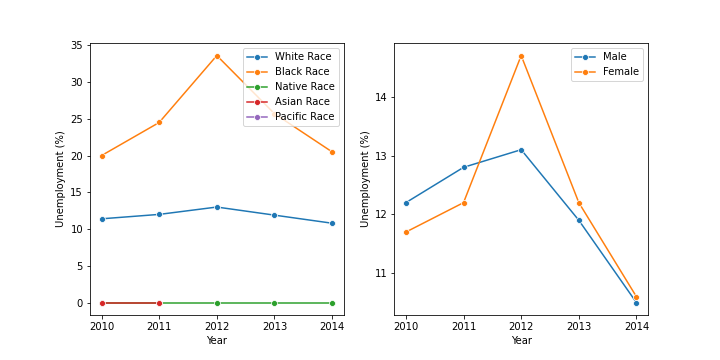 35
30
25
20
15
10
5
0
Unemployment (%)
2010 2011 2012 2013 2014
Year
White Race
Black Race
Native Race
Asian Race
Pacific Race
14
13
12
11
Unemployment (%)
2010 2011 2012 2013 2014
Year
Male
Female